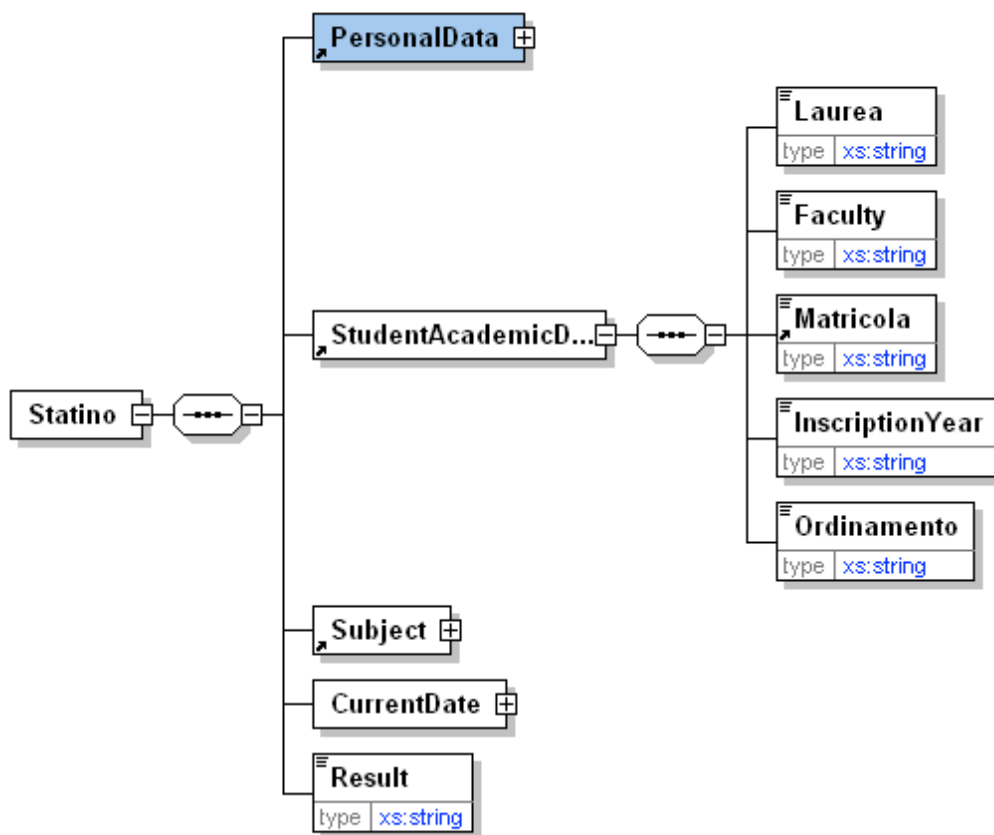 PersonalData
Laurea
type xs:string
Faculty
type xs:string
StudentAcademicD...
Matricola
type xs:string
Statino
InscriptionYear
type xs:string
Ordinamento
type xs:string
Subject
CurrentDate
Result
type xs:string